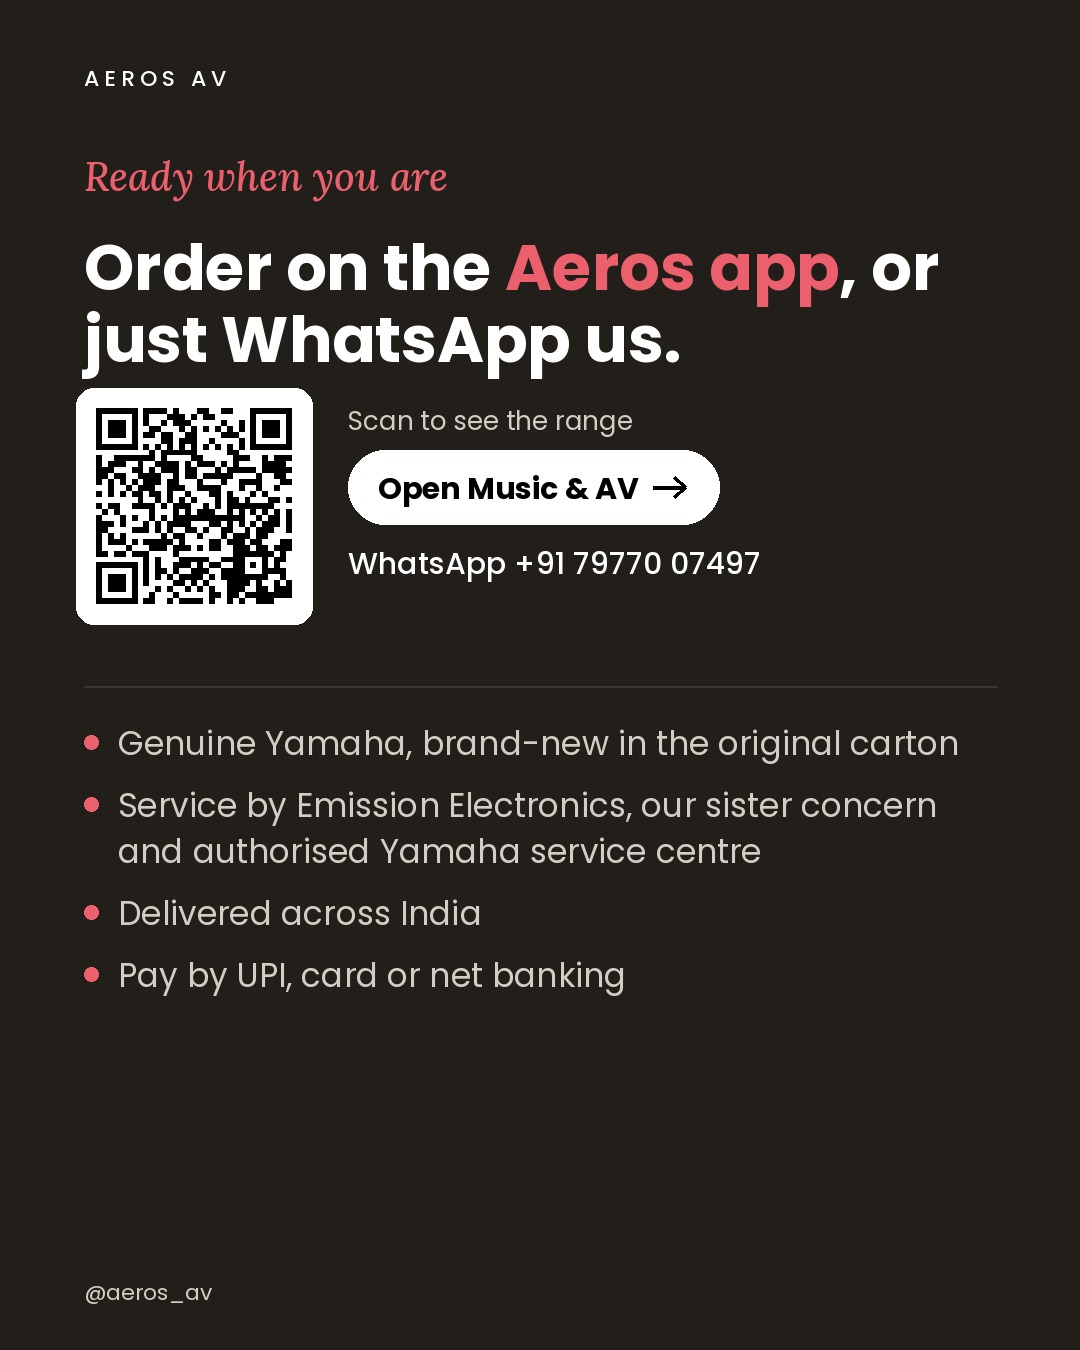 AEROS AV
Ready when you are
Order on the Aeros app, or
just WhatsApp us.
Scan to see the range
Open Music & AV →
WhatsApp +91 79770 07497
Genuine Yamaha, brand-new in the original carton
Service by Emission Electronics, our sister concern
and authorised Yamaha service centre
Delivered across India
Pay by UPI, card or net banking
@aeros_av